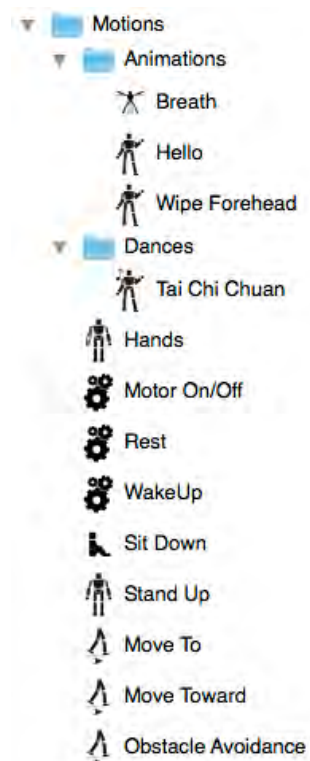 Motions
Animations
Breath
Hello
Wipe Forehead
Dances
Tai Chi Chuan
Hands
Motor On/Off
Rest
WakeUp
Sit Down
Stand Up
Move To
Move Toward
Obstacle Avoidance